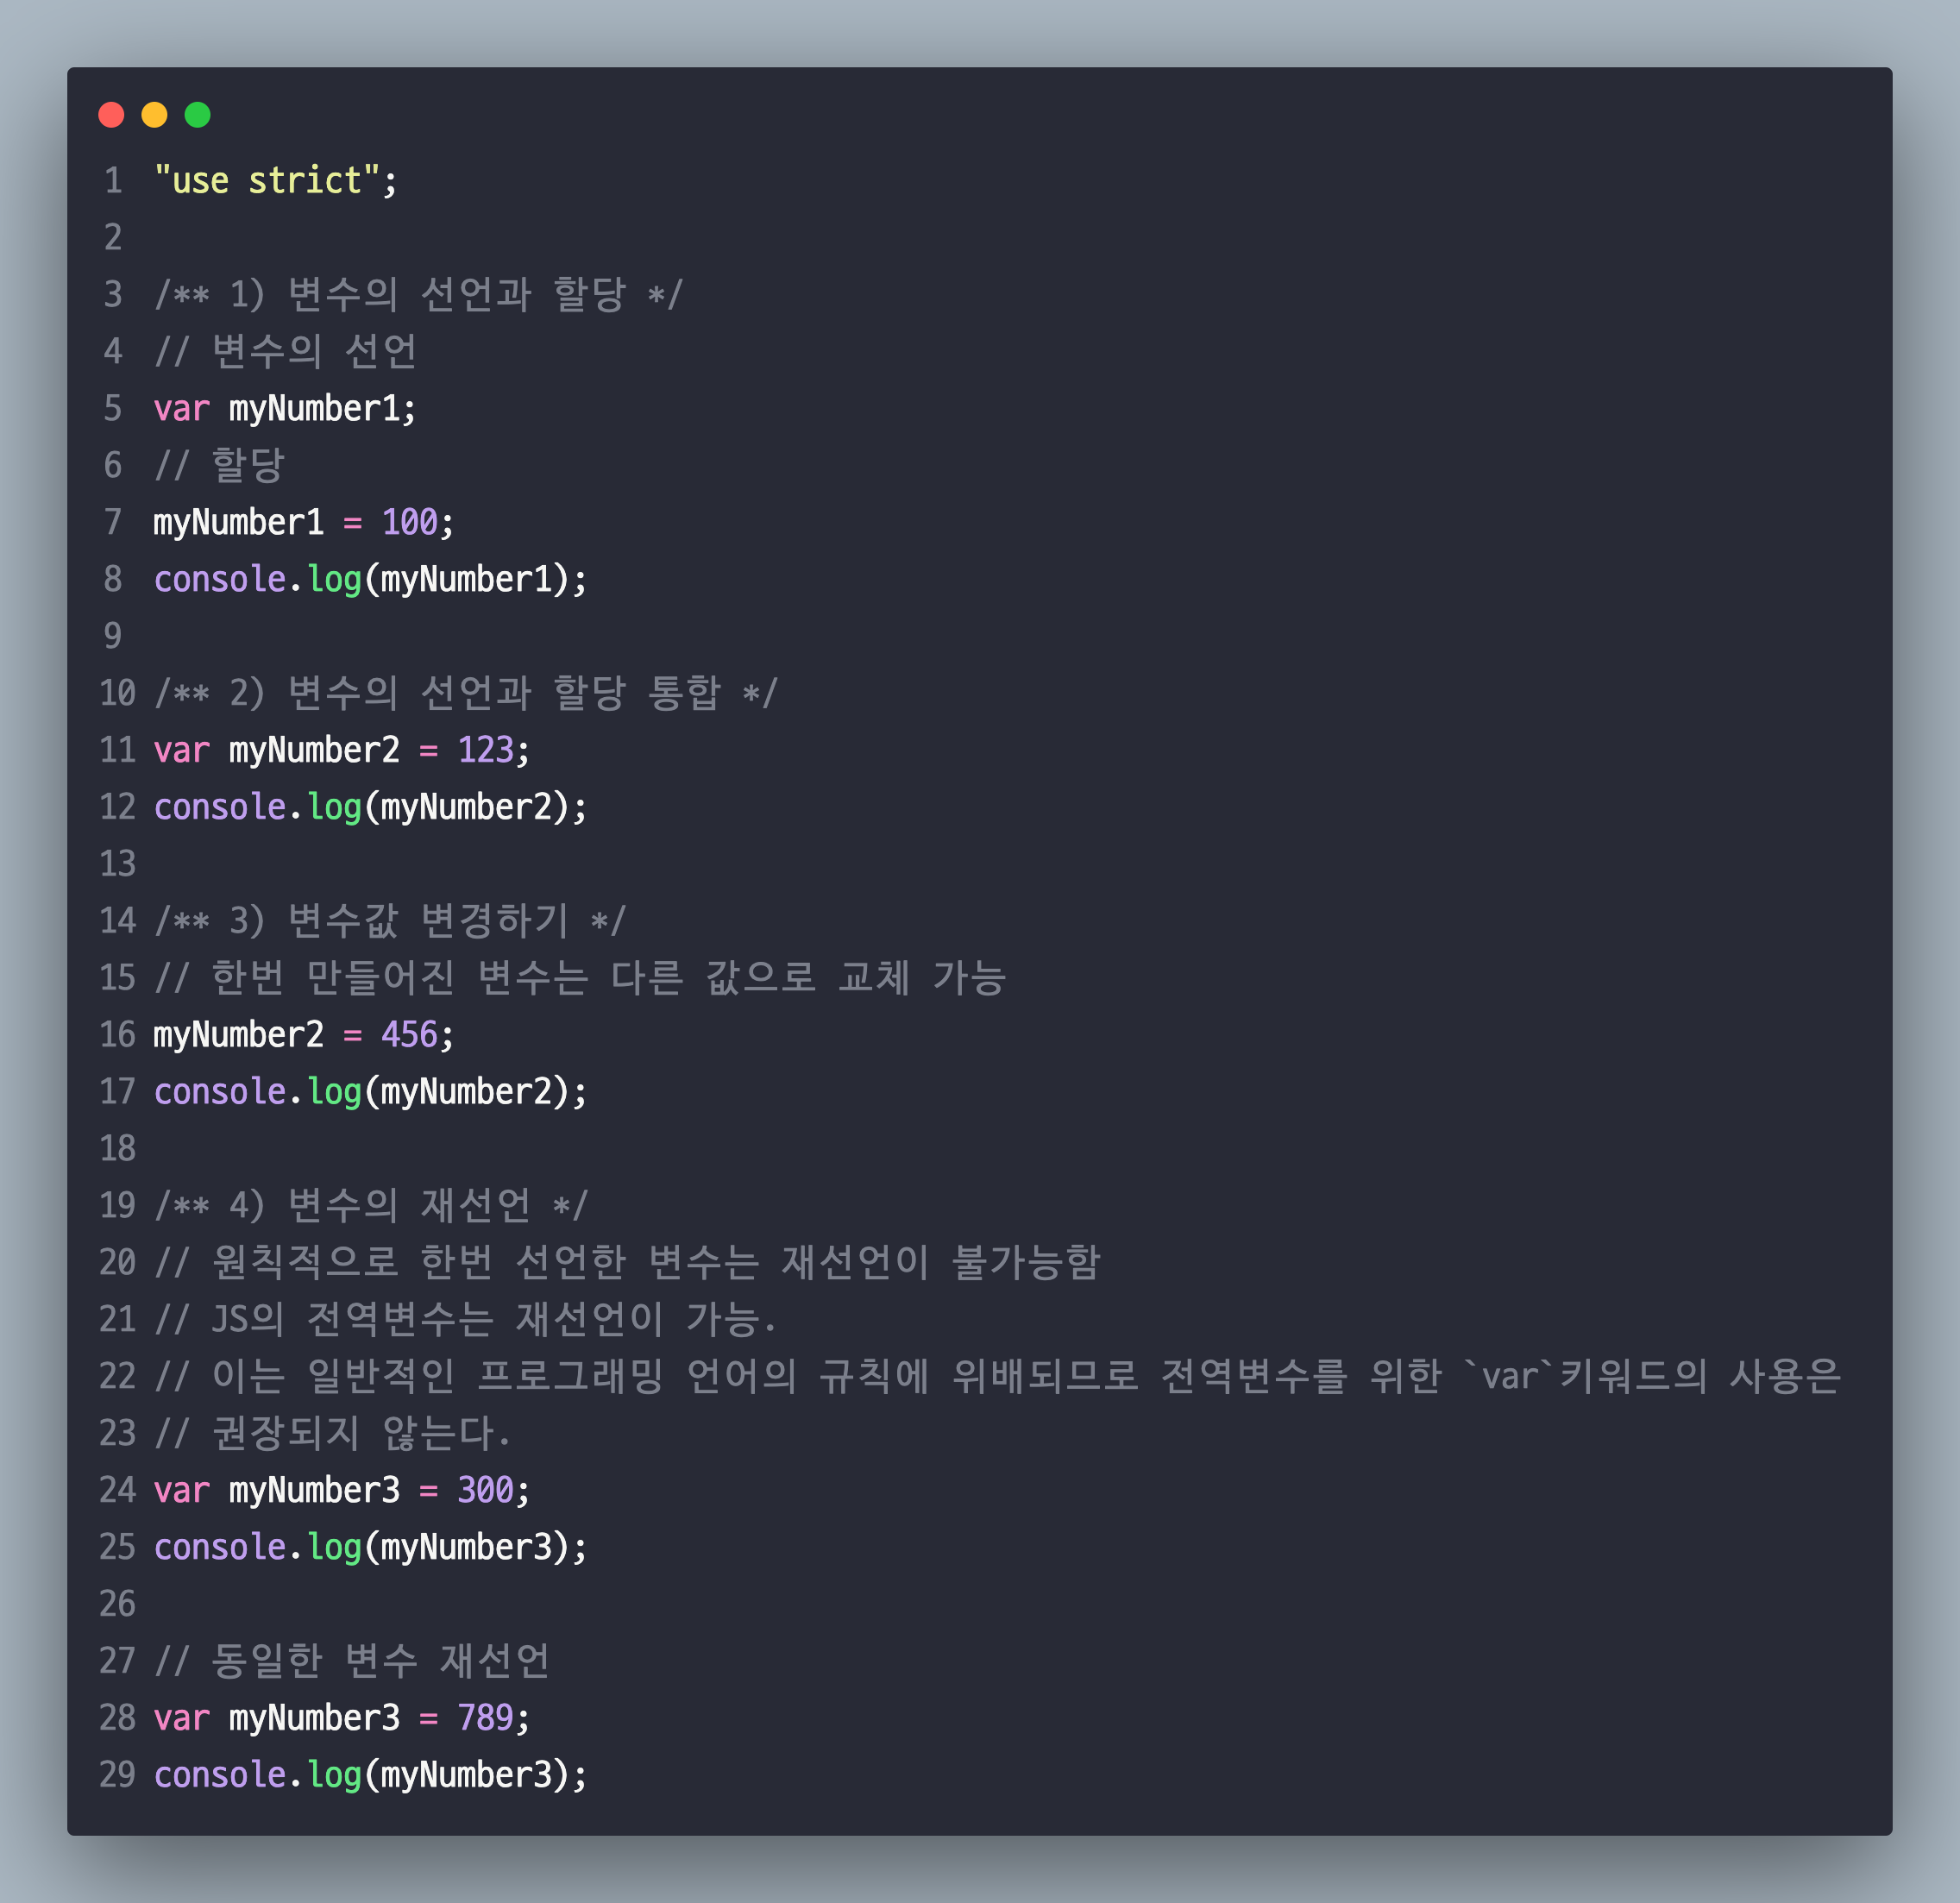 1 "use strict";
2
3 /** 1) 변수의 선언과 할당 */
4 // 변수의 선언
5 var myNumber1;
6 // 할당
7 myNumber1 = 100;
8 console.log(myNumber1);
9
10 /** 2) 변수의 선언과 할당 통합 */
11 var myNumber2 = 123;
12 console.log(myNumber2);
13
14 /** 3) 변수값 변경하기 */
15 // 한번 만들어진 변수는 다른 값으로 교체 가능
16 myNumber2 = 456;
17 console.log(myNumber2);
18
19 /** 4) 변수의 재선언 */
20 // 원칙적으로 한번 선언한 변수는 재선언이 불가능함
21 // JS의 전역변수는 재선언이 가능.
22 // 이는 일반적인 프로그래밍 언어의 규칙에 위배되므로 전역변수를 위한 `var`키워드의 사용은
23 // 권장되지 않는다.
24 var myNumber3 = 300;
25 console.log(myNumber3);
26
27 // 동일한 변수 재선언
28 var myNumber3 = 789;
29 console.log(myNumber3);